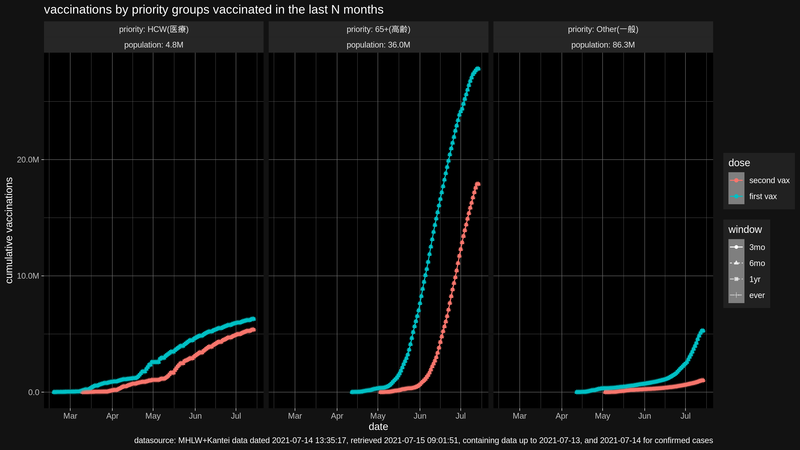 vaccinations by priority groups vaccinated in the last N months
priority: HCW(医療)
population: 4.8M
priority: 65+(高齢)
population: 36.0M
priority: Other(一般)
population: 86.3M
cumulative vaccinations
20.0M
10.0M
0.0
Mar Apr May Jun Jul
Mar Apr May Jun Jul
Mar Apr May Jun Jul
date
dose
second vax
first vax
window
3mo
6mo
1yr
ever
datasource: MHLW+Kantei data dated 2021-07-14 13:35:17, retrieved 2021-07-15 09:01:51, containing data up to 2021-07-13, and 2021-07-14 for confirmed cases